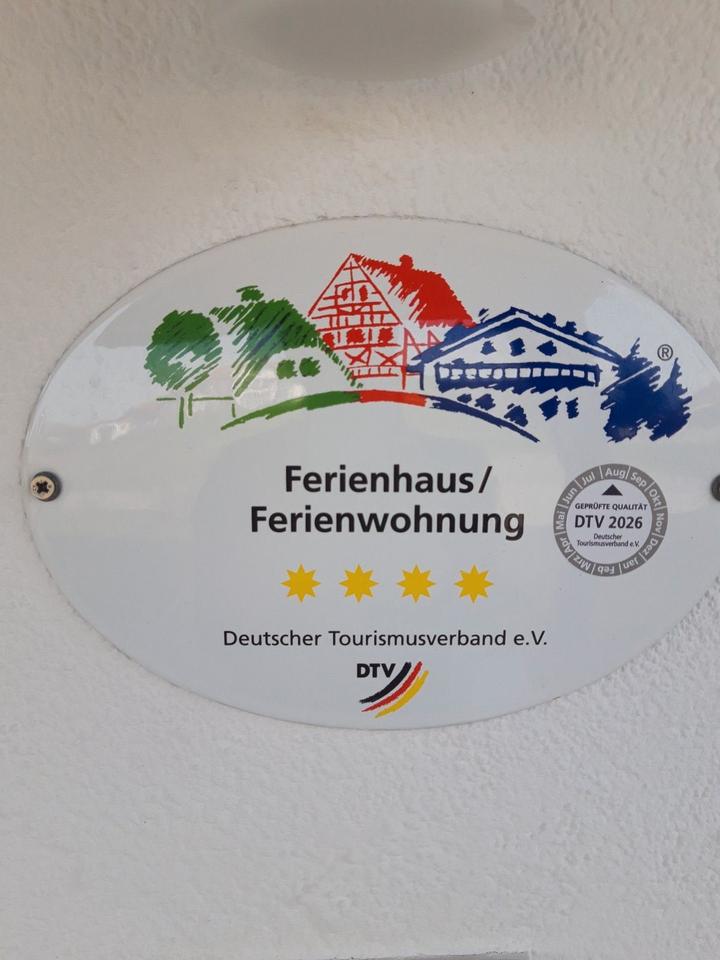 ®
Ferienhaus/
Ferienwohnung
Deutscher Tourismusverband e.V.
DTV
Jan Feb Mrz Apr Mai Jun Jul Aug Sep Okt Nov Dez
GEPRÜFTE QUALITÄT
DTV 2026
Deutscher
Tourismusverband e.V.